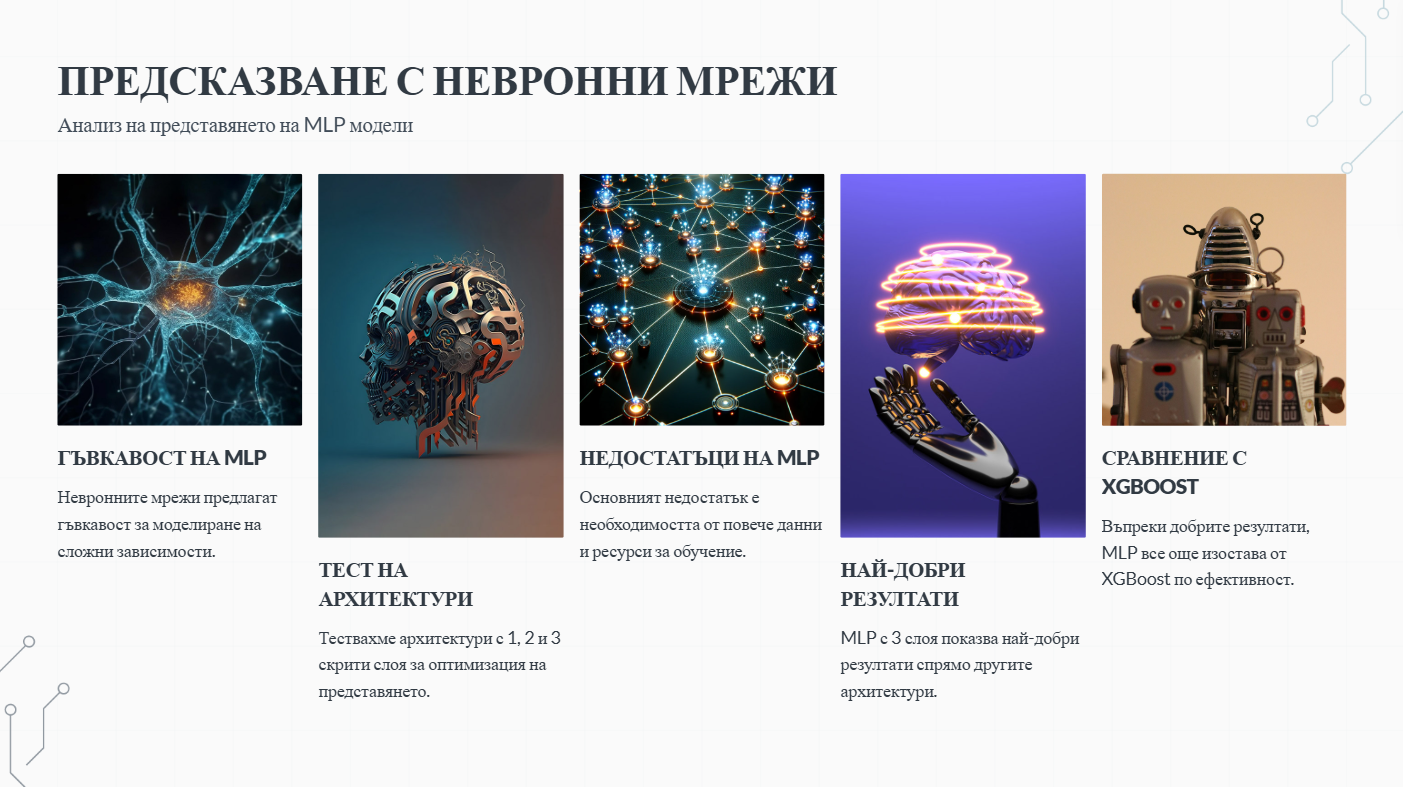 ПРЕДСКАЗВАНЕ С НЕВРОННИ МРЕЖИ
Анализ на представянето на MLP модели
ГЪВКАВОСТ НА MLP
Невронните мрежи предлагат
гъвкавост за моделиране на
сложни зависимости.
ТЕСТ НА
АРХИТЕКТУРИ
Тествахме архитектури с 1, 2 и 3
скрити слоя за оптимизация на
представянето.
НЕДОСТАТЪЦИ НА MLP
Основният недостатък е
необходимостта от повече данни
и ресурси за обучение.
НАЙ-ДОБРИ
РЕЗУЛТАТИ
MLP с 3 слоя показва най-добри
резултати спрямо другите
архитектури.
СРАВНЕНИЕ С
XGBOOST
Въпреки добрите резултати,
MLP все още изостава от
XGBoost по ефективност.